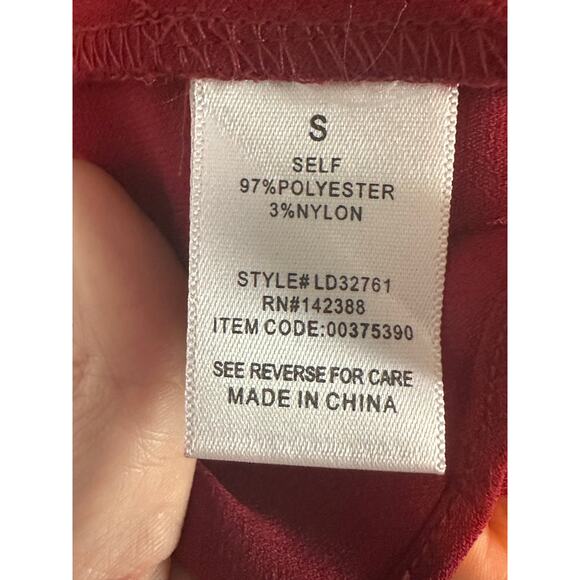 S
SELF
97%POLYESTER
3%NYLON
STYLE# LD32761
RN#142388
ITEM CODE:00375390
SEE REVERSE FOR CARE
MADE IN CHINA